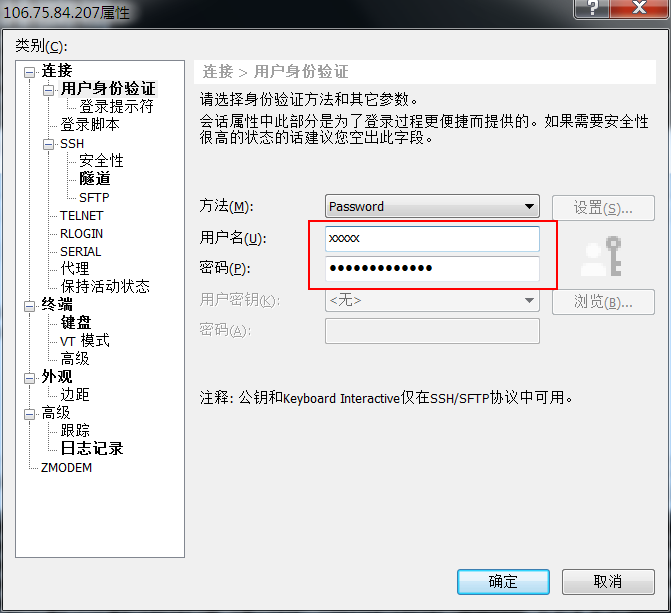 106.75.84.207属性
类别(C):
连接
用户身份验证
登录提示符
登录脚本
SSH
安全性
隧道
SFTP
TELNET
RLOGIN
SERIAL
代理
保持活动状态
终端
键盘
VT 模式
高级
外观
边距
高级
跟踪
日志记录
ZMODEM
连接 > 用户身份验证
请选择身份验证方法和其它参数。
会话属性中此部分是为了登录过程更便捷而提供的。如果需要安全性
很高的状态的话建议您空出此字段。
方法(M): Password 设置(S)...
用户名(U): xxxxx
密码(P): ●●●●●●●●●●●●●
用户密钥(K): <无> 浏览(B)...
密码(A):
注释: 公钥和Keyboard Interactive仅在SSH/SFTP协议中可用。
确定 取消